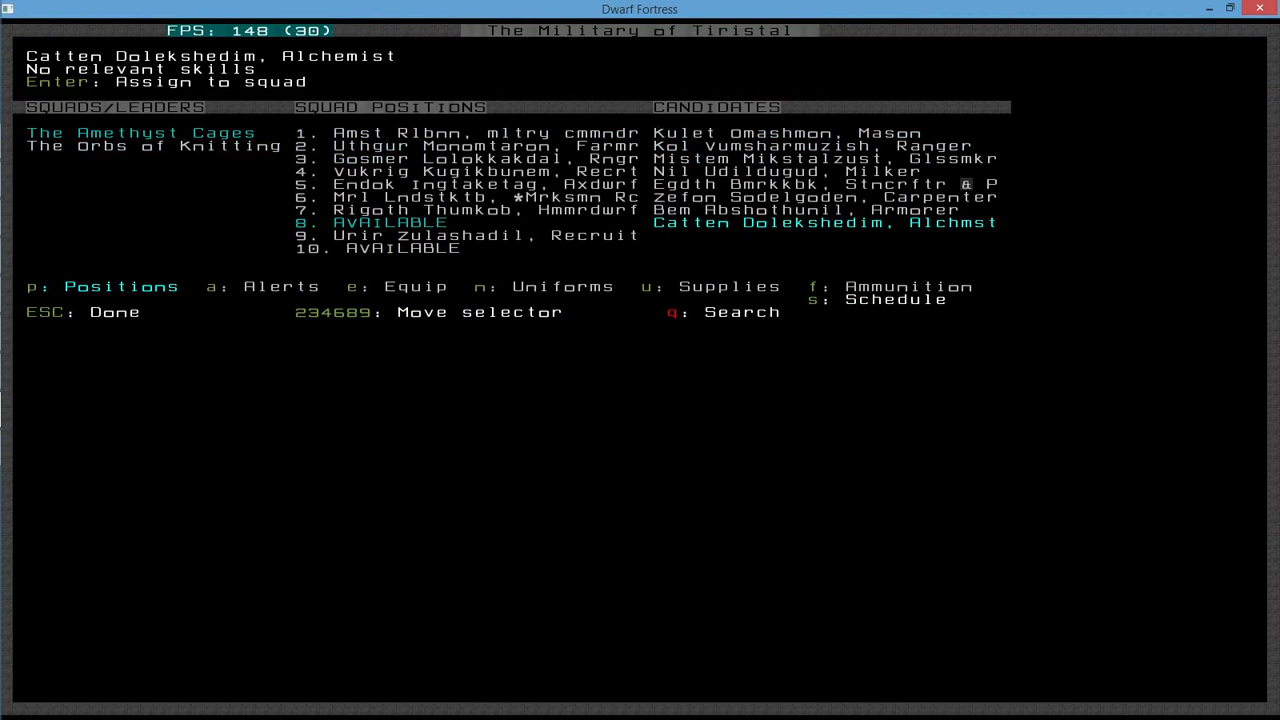 Dwarf Fortress
FPS: 148 (30) The Military of Tiristal
Catten Dolekshedim, Alchemist
No relevant skills
Enter: Assign to squad
SQUADS/LEADERS SQUAD POSITIONS CANDIDATES
The Amethyst Cages 1. Amst Rlbnn, mltry cmmndr Kulet Omashmon, Mason
The Orbs of Knitting 2. Uthgur Monomtaron, Farmr Kol Vumsharmuzish, Ranger
3. Gosmer Lolokkakdal, Rngr Mistem Mikstalzust, Glssmkr
4. Vukrig Kugikbunem, Recrt Nil Udildugud, Milker
5. Endok Ingtaketag, Axdwrf Egdth Bmrkkbk, Stncrftr & P
6. Mrl Lndstktb, *Mrksmn Rc Zefon Sodelgoden, Carpenter
7. Rigoth Thumkob, Hmmrdwrf Bem Abshothunil, Armorer
8. AVAILABLE Catten Dolekshedim, Alchmst
9. Urir Zulashadil, Recruit
10. AVAILABLE
p: Positions a: Alerts e: Equip n: Uniforms u: Supplies f: Ammunition
s: Schedule
ESC: Done 234689: Move selector q: Search